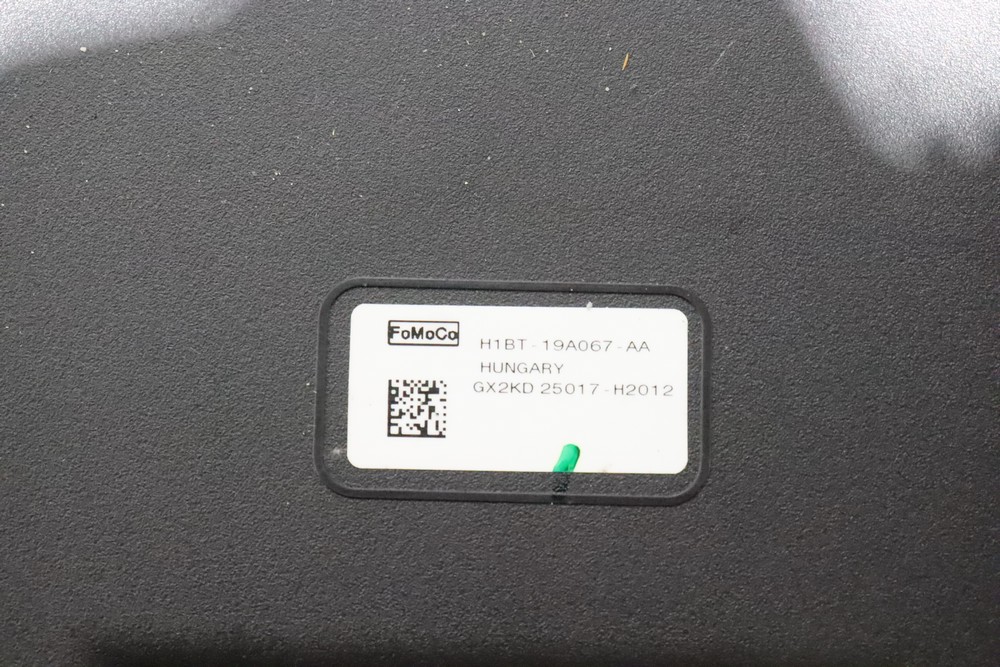 FoMoCo
H1BT-19A067-AA
HUNGARY
GX2KD 25017-H2012